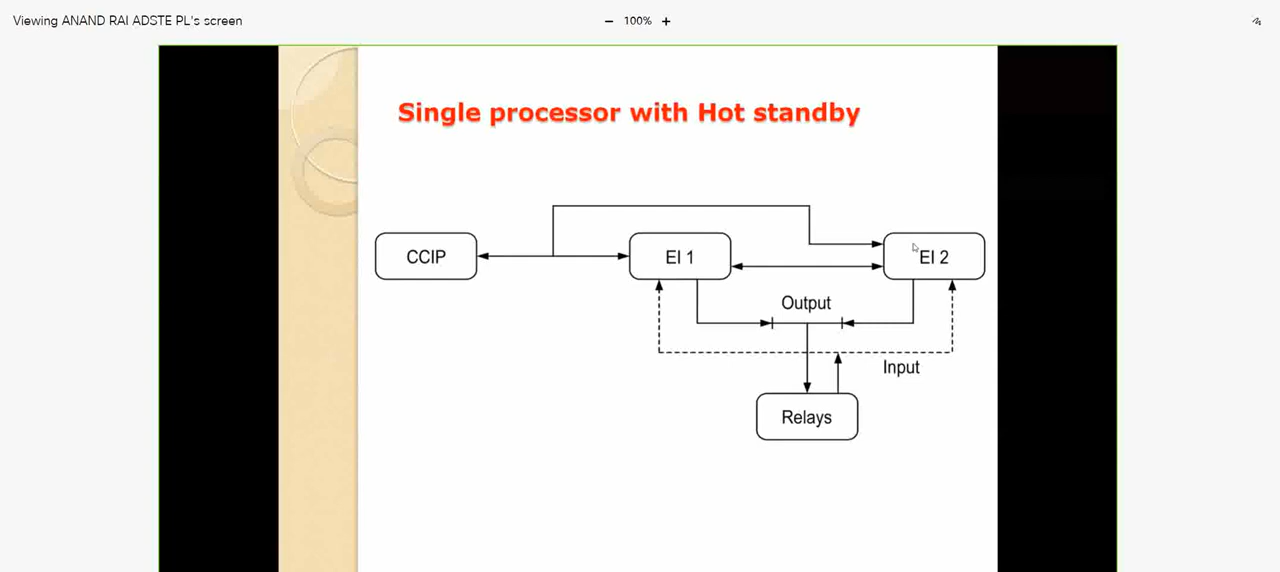 Viewing ANAND RAI ADSTE PL's screen
− 100% +
Single processor with Hot standby
CCIP
EI 1
EI 2
Output
Input
Relays